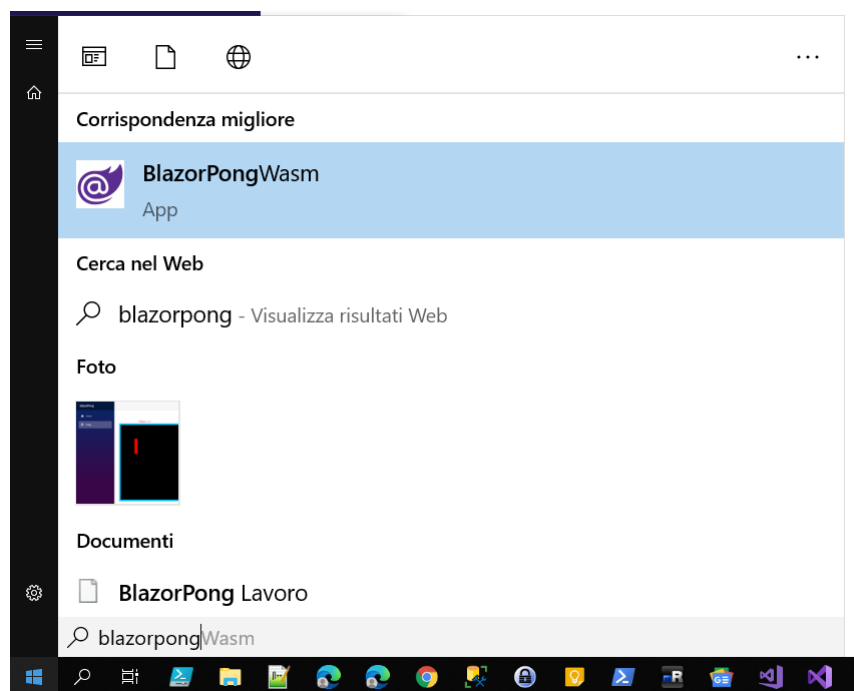 Corrispondenza migliore
BlazorPongWasm
App
Cerca nel Web
blazorpong - Visualizza risultati Web
Foto
Documenti
BlazorPong Lavoro
blazorpongWasm